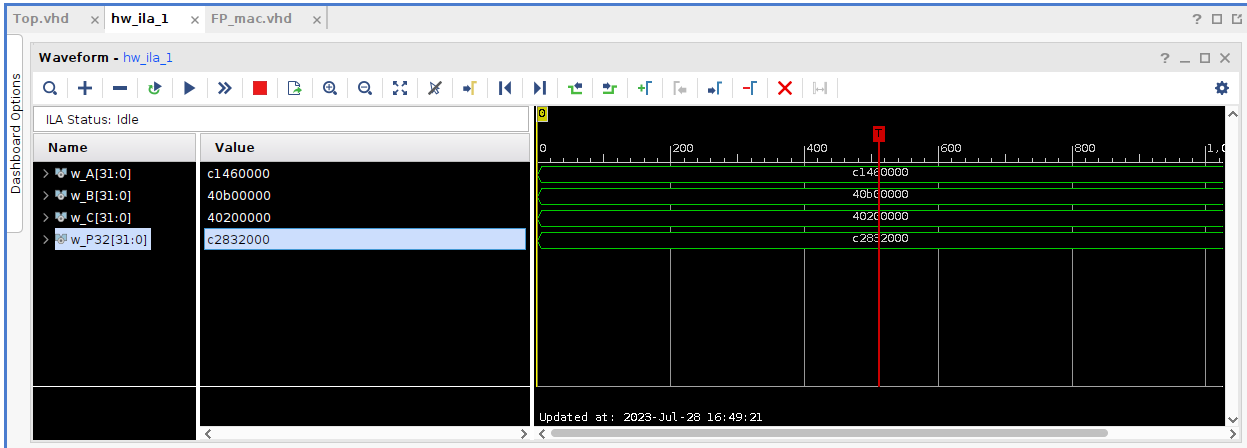 Top.vhd hw_ila_1 FP_mac.vhd
Dashboard Options
Waveform - hw_ila_1
ILA Status: Idle
Name Value
w_A[31:0] c1460000
w_B[31:0] 40b00000
w_C[31:0] 40200000
w_P32[31:0] c2832000
0
T
0 200 400 600 800 1,0
c1460000
40b00000
40200000
c2832000
Updated at: 2023-Jul-28 16:49:21